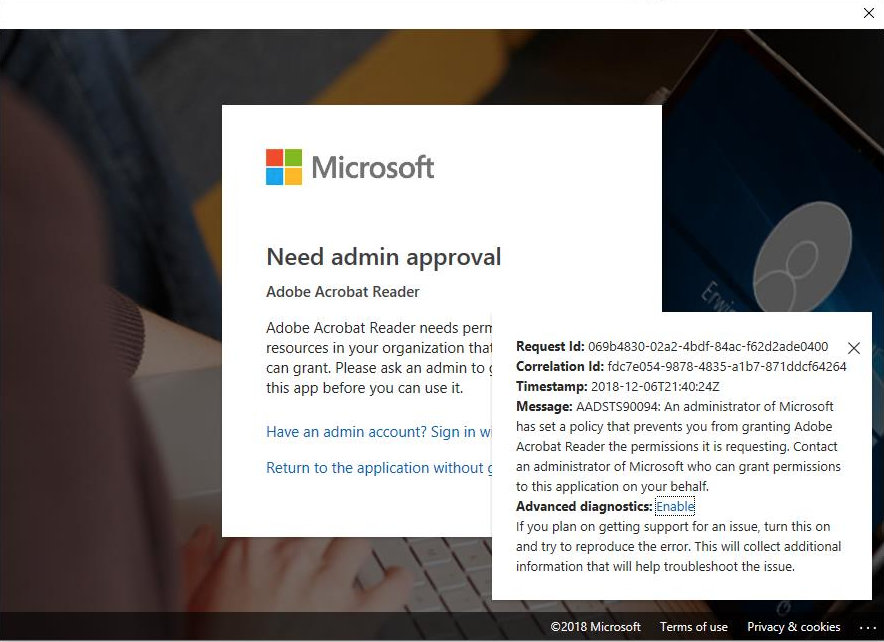 Microsoft
Need admin approval
Adobe Acrobat Reader
Adobe Acrobat Reader needs perm
resources in your organization that
can grant. Please ask an admin to g
this app before you can use it.
Have an admin account? Sign in wi
Return to the application without g
Erwin
Request Id: 069b4830-02a2-4bdf-84ac-f62d2ade0400
Correlation Id: fdc7e054-9878-4835-a1b7-871ddcf64264
Timestamp: 2018-12-06T21:40:24Z
Message: AADSTS90094: An administrator of Microsoft
has set a policy that prevents you from granting Adobe
Acrobat Reader the permissions it is requesting. Contact
an administrator of Microsoft who can grant permissions
to this application on your behalf.
Advanced diagnostics: Enable
If you plan on getting support for an issue, turn this on
and try to reproduce the error. This will collect additional
information that will help troubleshoot the issue.
©2018 Microsoft Terms of use Privacy & cookies ...